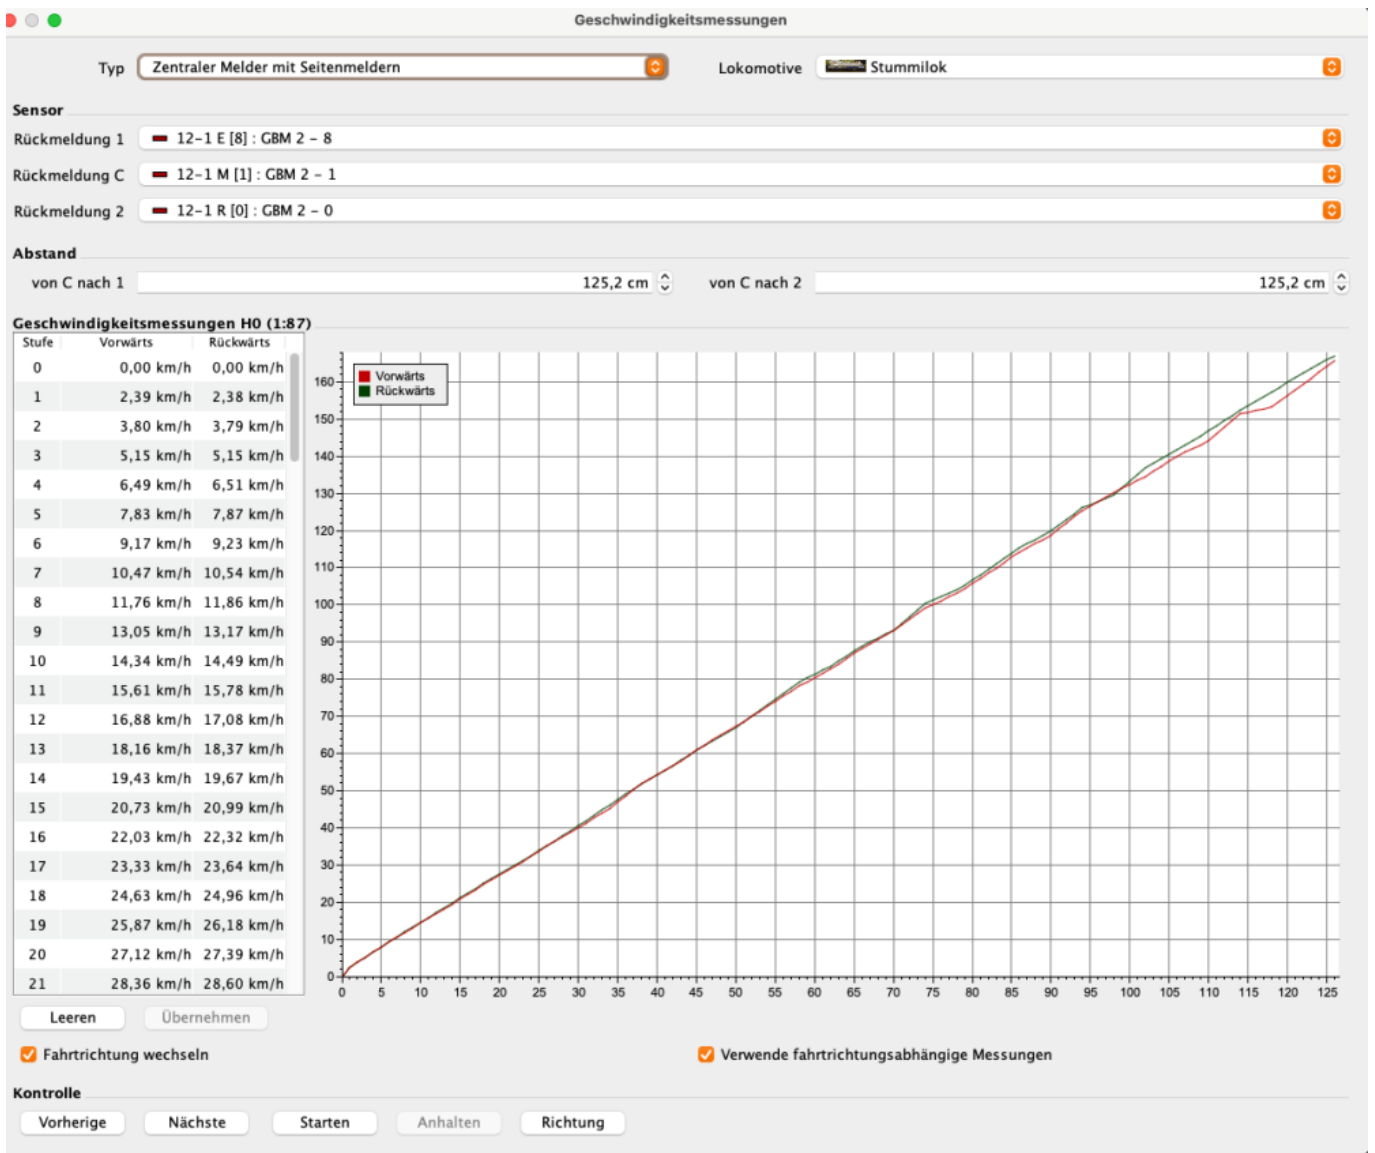 Geschwindigkeitsmessungen
Typ Zentraler Melder mit Seitenmeldern Lokomotive Stummilok
Sensor
Rückmeldung 1 12-1 E [8] : GBM 2 - 8
Rückmeldung C 12-1 M [1] : GBM 2 - 1
Rückmeldung 2 12-1 R [0] : GBM 2 - 0
Abstand
von C nach 1 125,2 cm von C nach 2 125,2 cm
Geschwindigkeitsmessungen H0 (1:87)
Stufe Vorwärts Rückwärts
0 0,00 km/h 0,00 km/h
1 2,39 km/h 2,38 km/h
2 3,80 km/h 3,79 km/h
3 5,15 km/h 5,15 km/h
4 6,49 km/h 6,51 km/h
5 7,83 km/h 7,87 km/h
6 9,17 km/h 9,23 km/h
7 10,47 km/h 10,54 km/h
8 11,76 km/h 11,86 km/h
9 13,05 km/h 13,17 km/h
10 14,34 km/h 14,49 km/h
11 15,61 km/h 15,78 km/h
12 16,88 km/h 17,08 km/h
13 18,16 km/h 18,37 km/h
14 19,43 km/h 19,67 km/h
15 20,73 km/h 20,99 km/h
16 22,03 km/h 22,32 km/h
17 23,33 km/h 23,64 km/h
18 24,63 km/h 24,96 km/h
19 25,87 km/h 26,18 km/h
20 27,12 km/h 27,39 km/h
21 28,36 km/h 28,60 km/h
Vorwärts
Rückwärts
160
150
140
130
120
110
100
90
80
70
60
50
40
30
20
10
0
0 5 10 15 20 25 30 35 40 45 50 55 60 65 70 75 80 85 90 95 100 105 110 115 120 125
Leeren Übernehmen
Fahrtrichtung wechseln Verwende fahrtrichtungsabhängige Messungen
Kontrolle
Vorherige Nächste Starten Anhalten Richtung